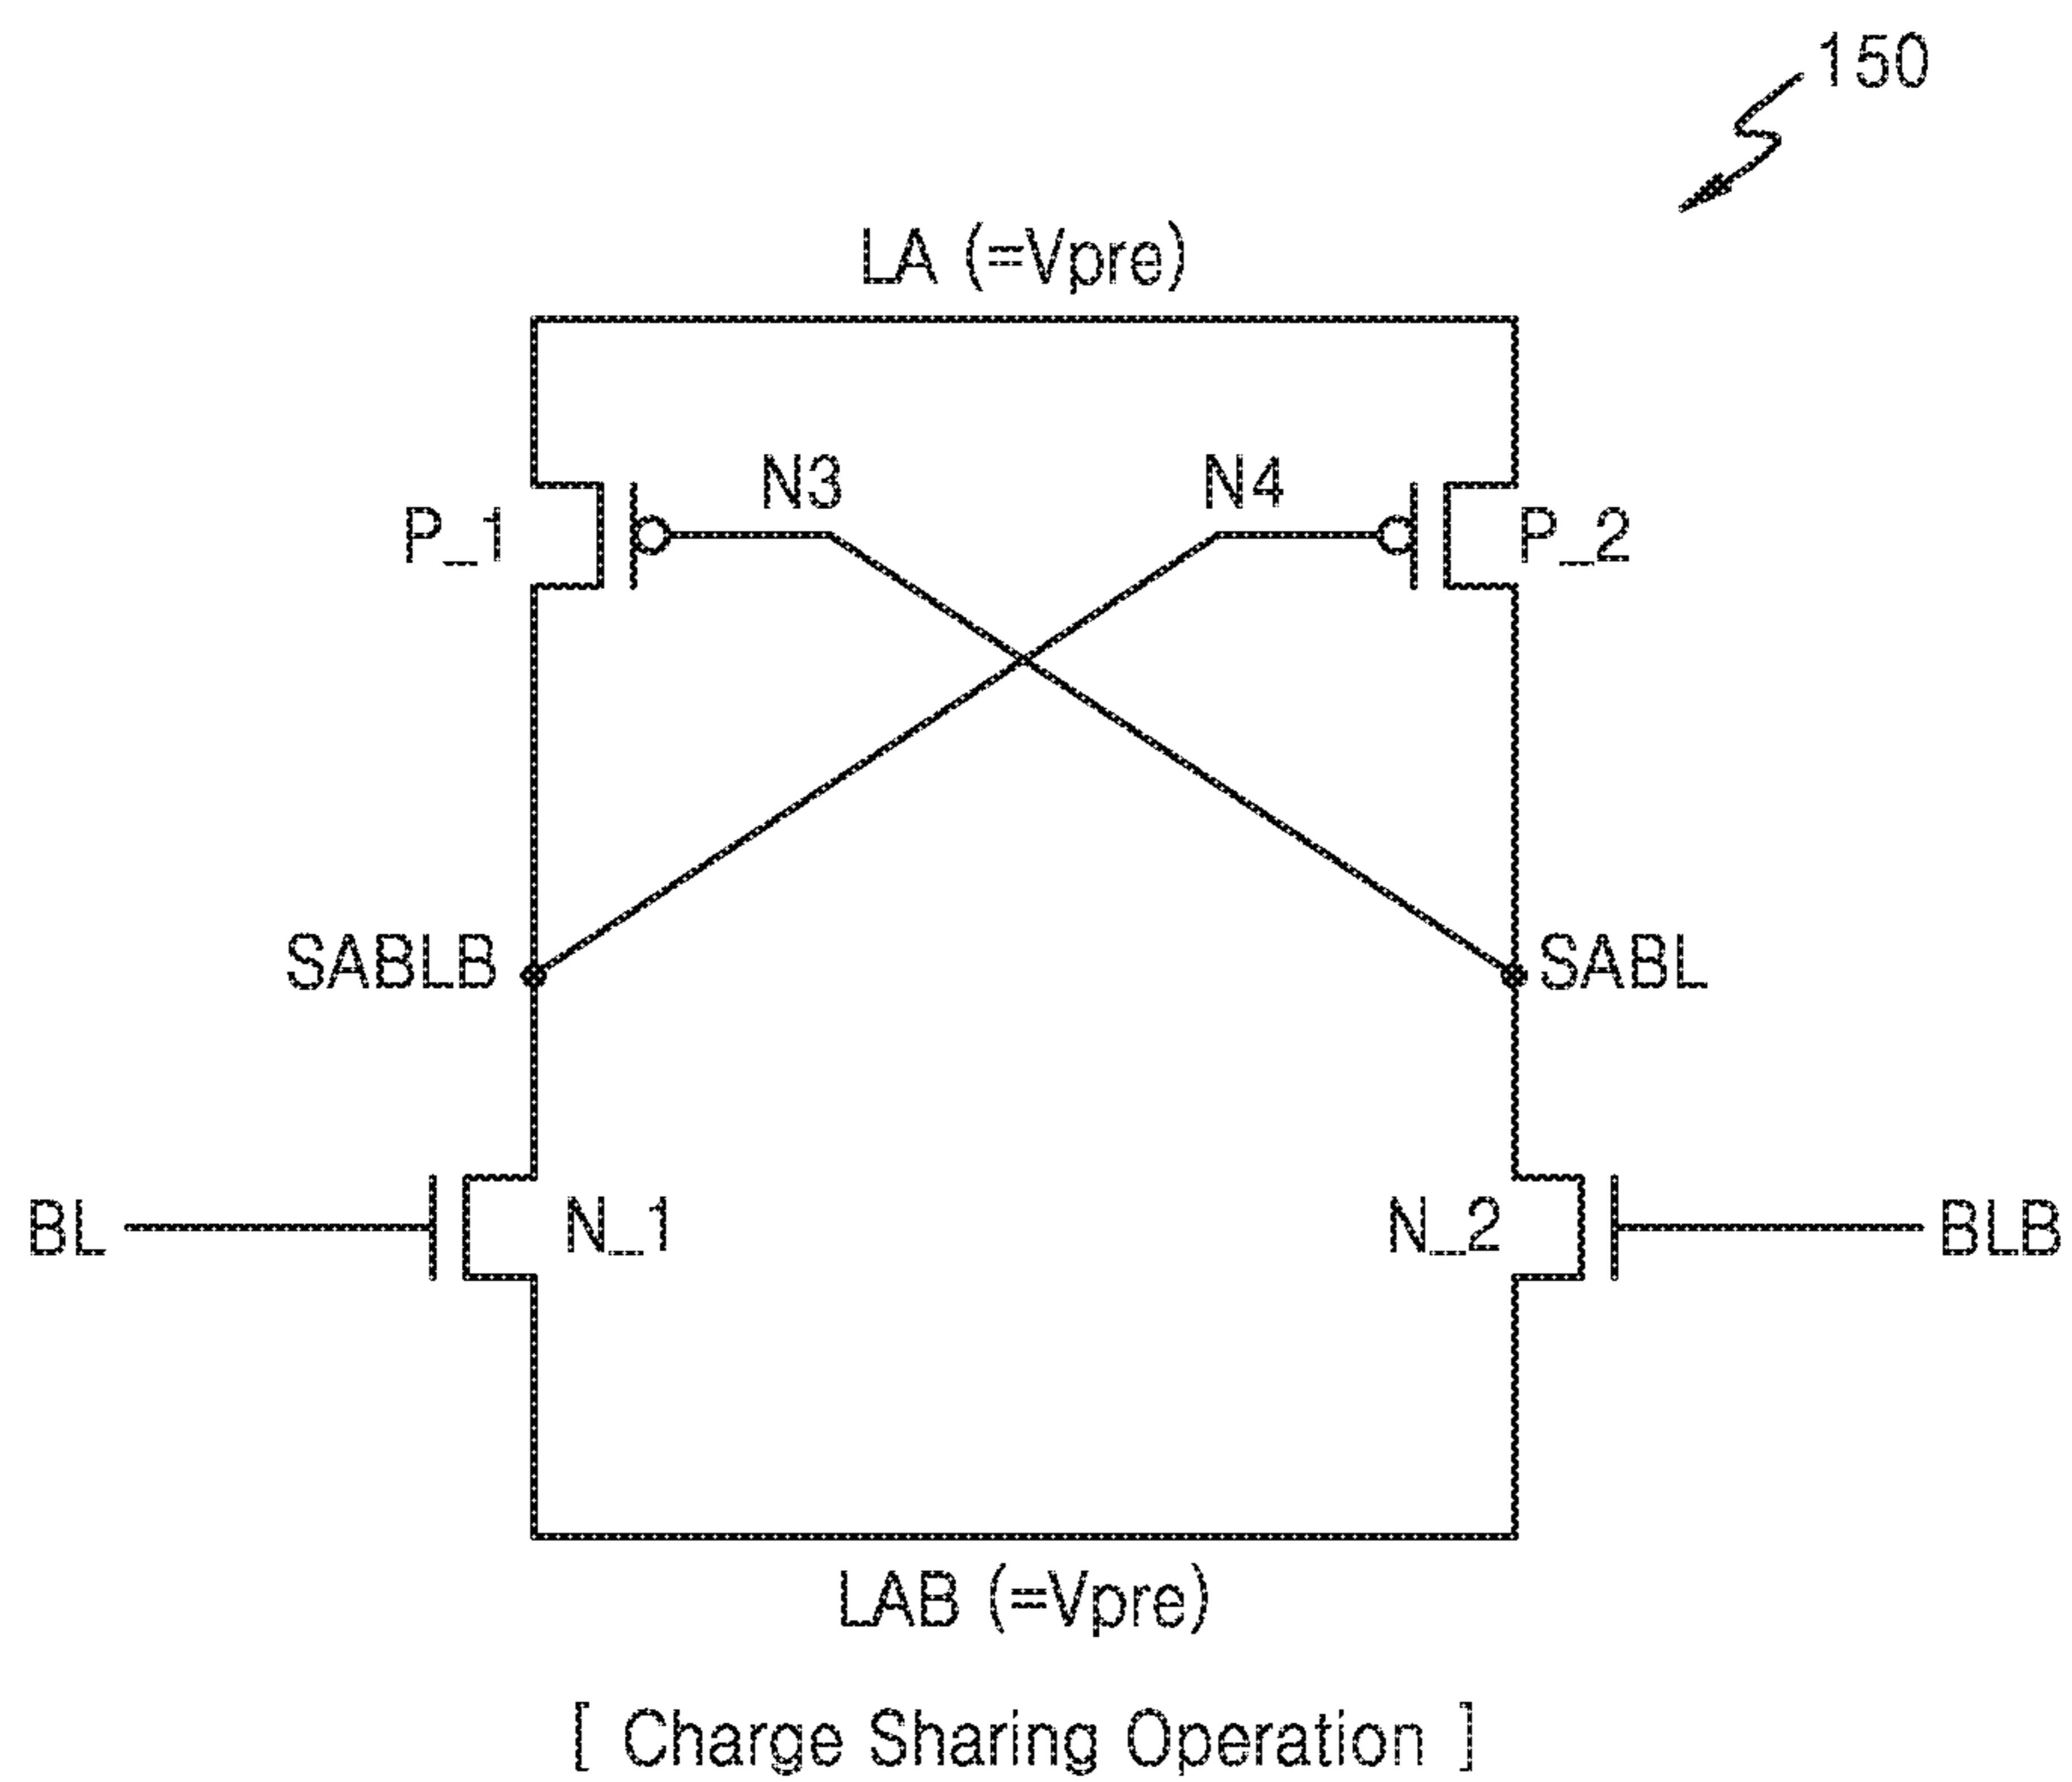 150
LA (=Vpre)
N3
N4
P_1
P_2
SABLB
SABL
BL
N_1
N_2
BLB
LAB (=Vpre)
[ Charge Sharing Operation ]